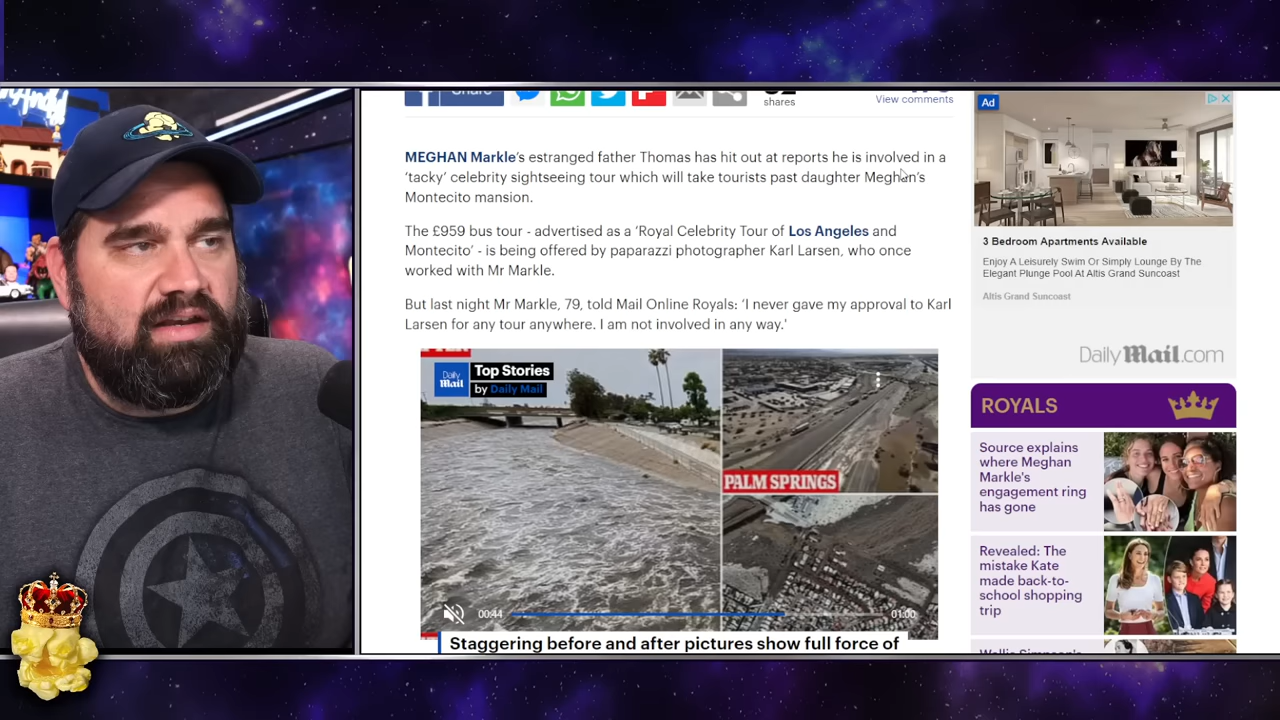 Share
shares
View comments
MEGHAN Markle's estranged father Thomas has hit out at reports he is involved in a
'tacky' celebrity sightseeing tour which will take tourists past daughter Meghan's
Montecito mansion.
The £959 bus tour - advertised as a 'Royal Celebrity Tour of Los Angeles and
Montecito' - is being offered by paparazzi photographer Karl Larsen, who once
worked with Mr Markle.
But last night Mr Markle, 79, told Mail Online Royals: 'I never gave my approval to Karl
Larsen for any tour anywhere. I am not involved in any way.'
Daily Mail
Top Stories
by Daily Mail
PALM SPRINGS
00:44
01:00
Staggering before and after pictures show full force of
Ad
3 Bedroom Apartments Available
Enjoy A Leisurely Swim Or Simply Lounge By The
Elegant Plunge Pool At Altis Grand Suncoast
Altis Grand Suncoast
Daily Mail.com
ROYALS
Source explains
where Meghan
Markle's
engagement ring
has gone
Revealed: The
mistake Kate
made back-to-
school shopping
trip